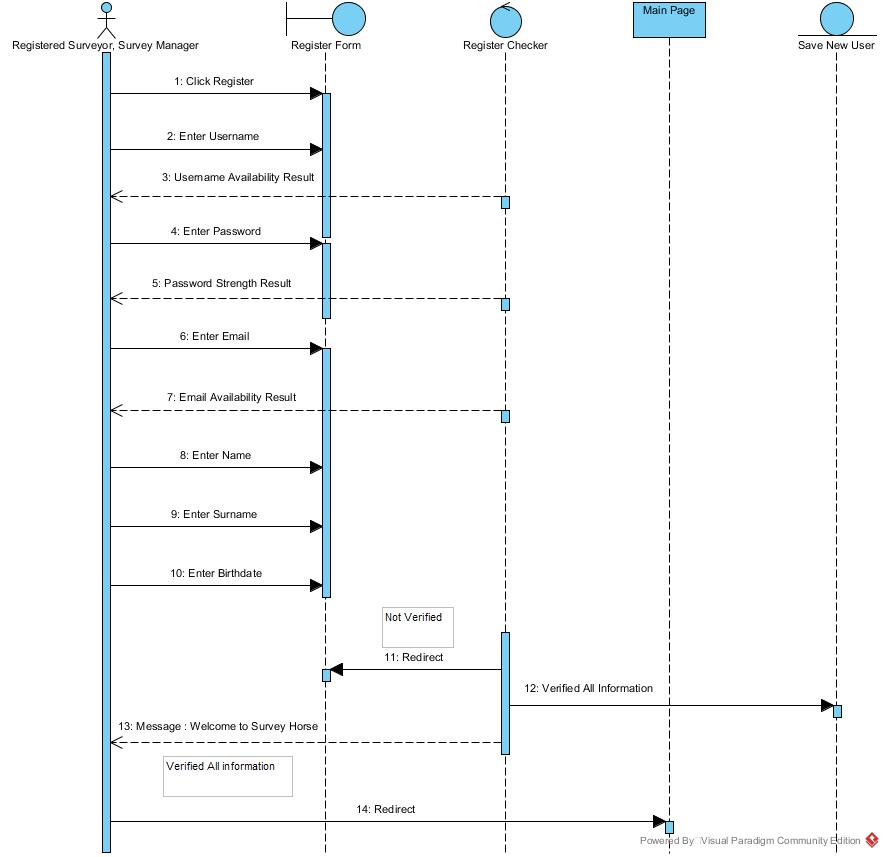 Main Page
Registered Surveyor, Survey Manager
Register Form
Register Checker
Save New User
1: Click Register
2: Enter Username
3: Username Availability Result
4: Enter Password
5: Password Strength Result
6: Enter Email
7: Email Availability Result
8: Enter Name
9: Enter Surname
10: Enter Birthdate
Not Verified
11: Redirect
12: Verified All Information
13: Message : Welcome to Survey Horse
Verified All information
14: Redirect
Powered By Visual Paradigm Community Edition